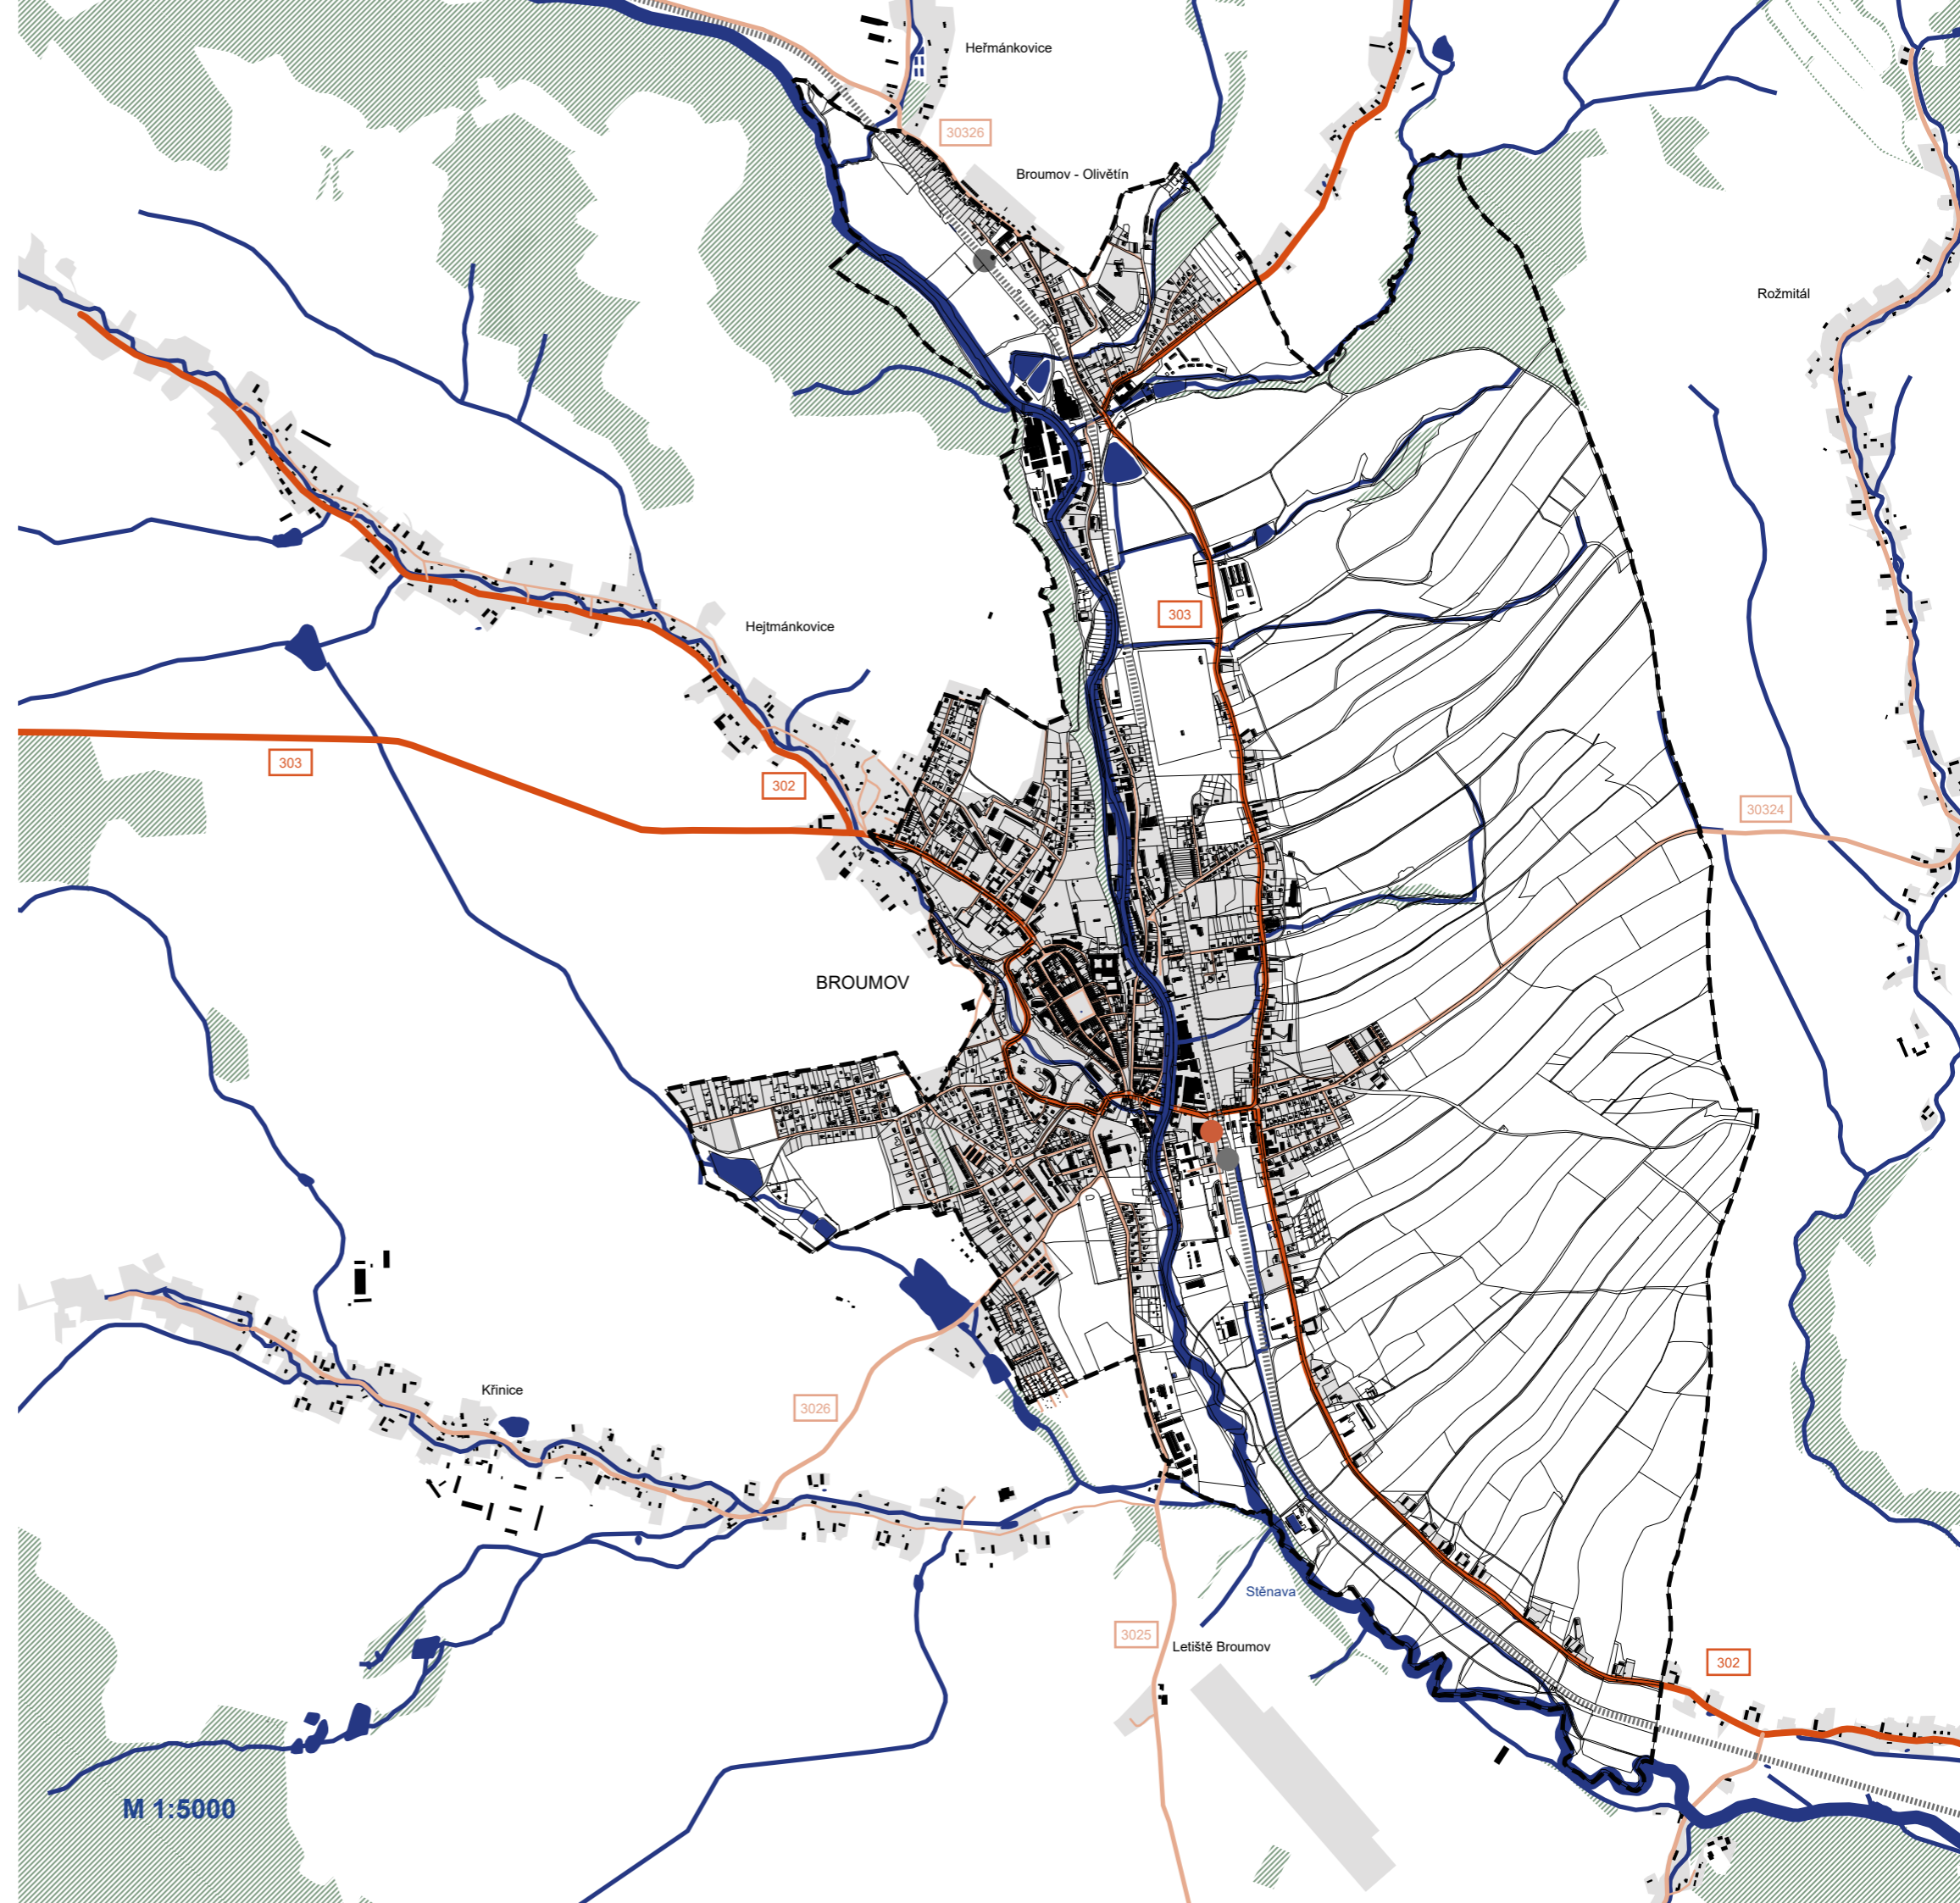 Heřmánkovice
30326
Broumov - Olivětín
Rožmitál
303
Hejtmánkovice
303
302
30324
BROUMOV
Křinice
3026
Stěnava
3025
Letiště Broumov
302
M 1:5000